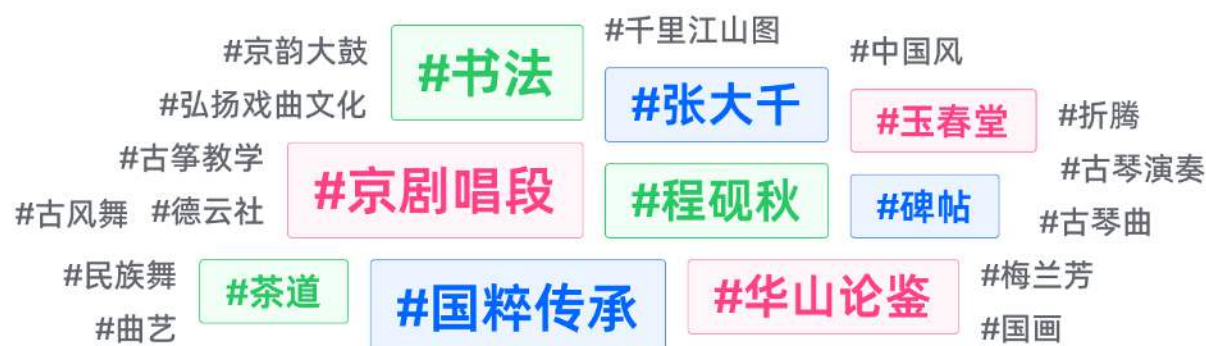 #千里江山图
#京韵大鼓 #书法 #中国风
#弘扬戏曲文化 #张大千 #玉春堂 #折腾
#古筝教学 #京剧唱段 #程砚秋 #碑帖 #古琴演奏
#古风舞 #德云社 #古琴曲
#民族舞 #茶道 #国粹传承 #华山论鉴 #梅兰芳
#曲艺 #国画